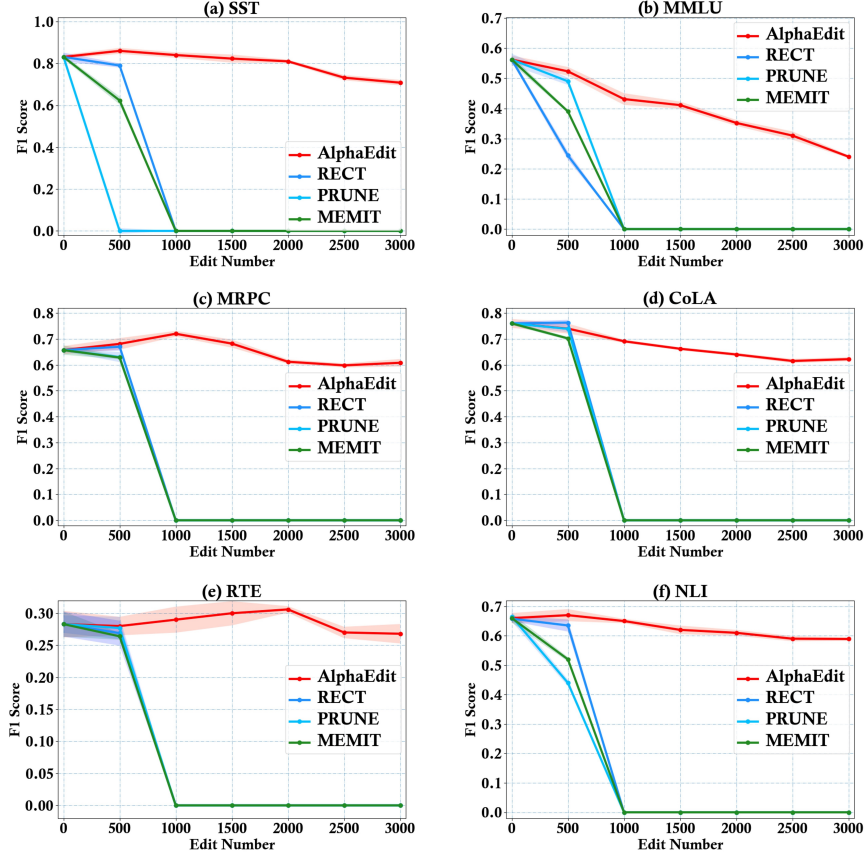 (a) SST
F1 Score
1.0
0.8
0.6
0.4
0.2
0.0
AlphaEdit
RECT
PRUNE
MEMIT
0 500 1000 1500 2000 2500 3000
Edit Number
(b) MMLU
F1 Score
0.7
0.6
0.5
0.4
0.3
0.2
0.1
0.0
AlphaEdit
RECT
PRUNE
MEMIT
0 500 1000 1500 2000 2500 3000
Edit Number
(c) MRPC
F1 Score
0.8
0.7
0.6
0.5
0.4
0.3
0.2
0.1
0.0
AlphaEdit
RECT
PRUNE
MEMIT
0 500 1000 1500 2000 2500 3000
Edit Number
(d) CoLA
F1 Score
0.8
0.7
0.6
0.5
0.4
0.3
0.2
0.1
0.0
AlphaEdit
RECT
PRUNE
MEMIT
0 500 1000 1500 2000 2500 3000
Edit Number
(e) RTE
F1 Score
0.30
0.25
0.20
0.15
0.10
0.05
0.00
AlphaEdit
RECT
PRUNE
MEMIT
0 500 1000 1500 2000 2500 3000
Edit Number
(f) NLI
F1 Score
0.7
0.6
0.5
0.4
0.3
0.2
0.1
0.0
AlphaEdit
RECT
PRUNE
MEMIT
0 500 1000 1500 2000 2500 3000
Edit Number